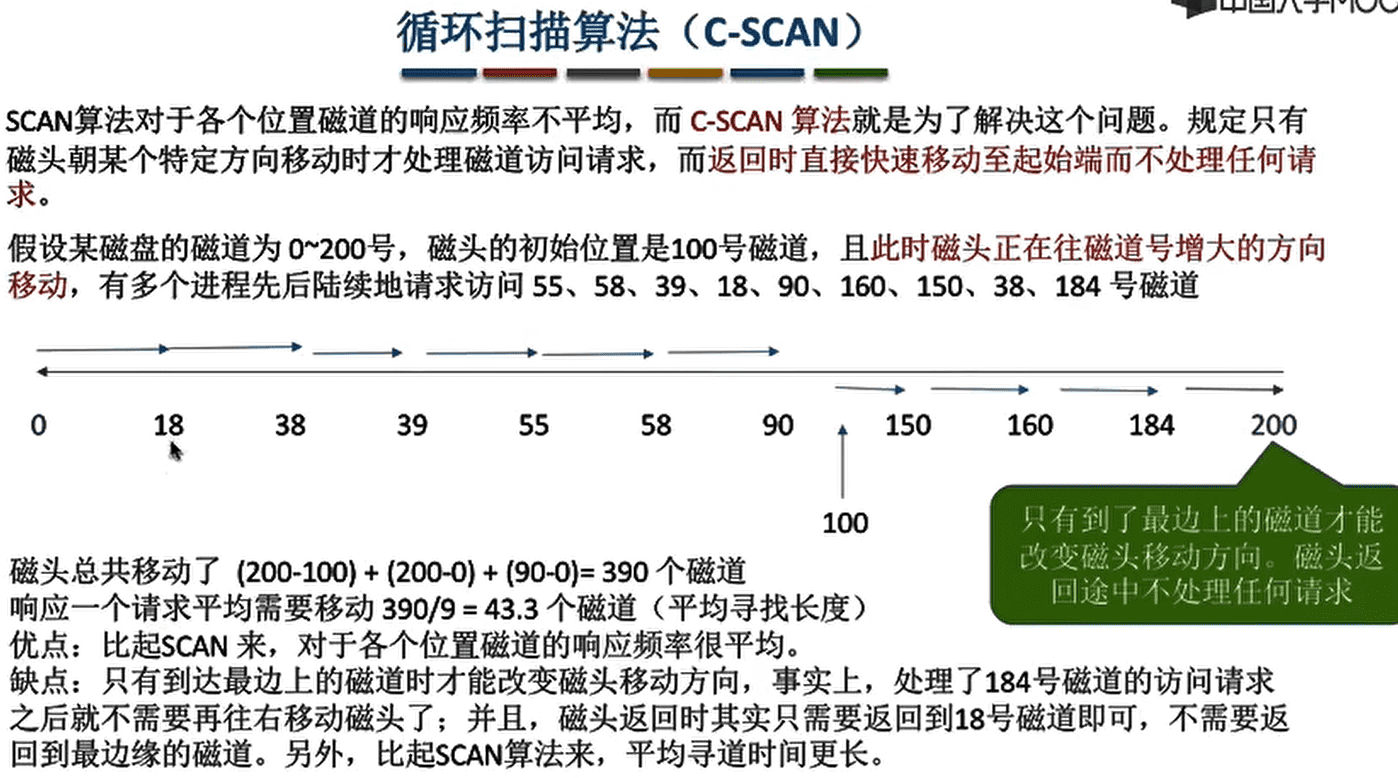 循环扫描算法（C-SCAN）
SCAN算法对于各个位置磁道的响应频率不平均，而 C-SCAN 算法就是为了解决这个问题。规定只有
磁头朝某个特定方向移动时才处理磁道访问请求，而返回时直接快速移动至起始端而不处理任何请
求。
假设某磁盘的磁道为 0~200号，磁头的初始位置是100号磁道，且此时磁头正在往磁道号增大的方向
移动，有多个进程先后陆续地请求访问 55、58、39、18、90、160、150、38、184 号磁道
0 18 38 39 55 58 90 150 160 184 200
100
只有到了最边上的磁道才能
改变磁头移动方向。磁头返
回途中不处理任何请求
磁头总共移动了 (200-100) + (200-0) + (90-0)= 390 个磁道
响应一个请求平均需要移动 390/9 = 43.3 个磁道（平均寻找长度）
优点：比起SCAN 来，对于各个位置磁道的响应频率很平均。
缺点：只有到达最边上的磁道时才能改变磁头移动方向，事实上，处理了184号磁道的访问请求
之后就不需要再往右移动磁头了；并且，磁头返回时其实只需要返回到18号磁道即可，不需要返
回到最边缘的磁道。另外，比起SCAN算法来，平均寻道时间更长。